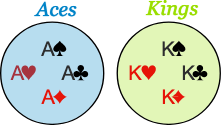 Aces Kings
A♠ K♠
A♥ A♣ K♥ K♣
A♦ K♦